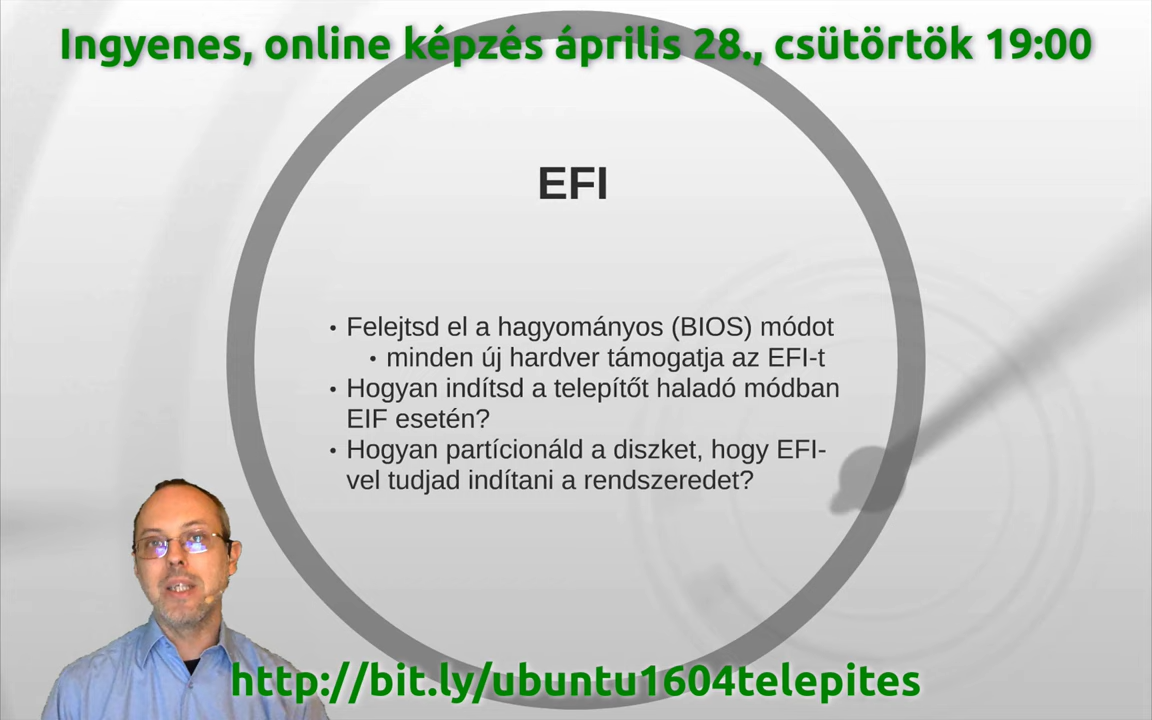 Ingyenes, online képzés április 28., csütörtök 19:00
EFI
• Felejtsd el a hagyományos (BIOS) módot
• minden új hardver támogatja az EFI-t
• Hogyan indítsd a telepítőt haladó módban
EIF esetén?
• Hogyan partícionáld a diszket, hogy EFI-
vel tudjad indítani a rendszeredet?
http://bit.ly/ubuntu1604telepites